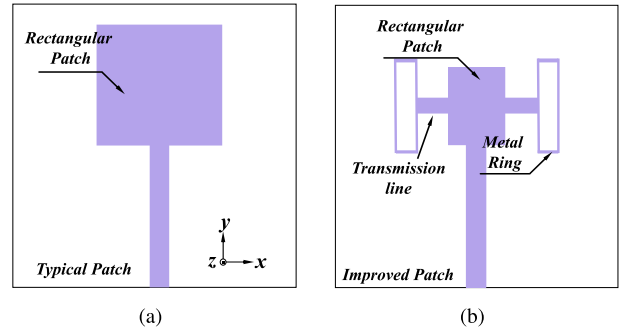 Rectangular
Patch
y
z
x
Typical Patch
(a)
Rectangular
Patch
Transmission
line
Metal
Ring
Improved Patch
(b)